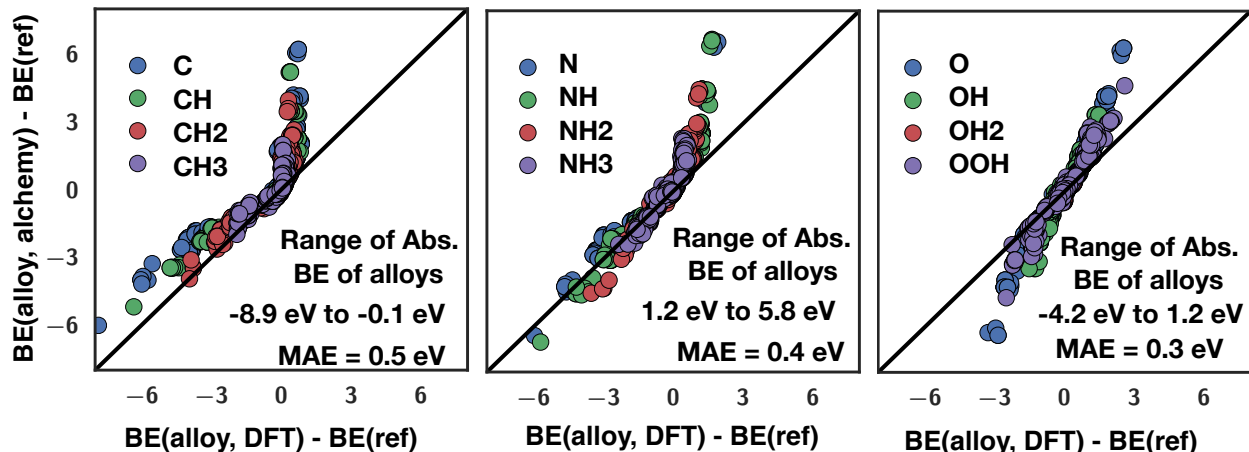 BE(alloy, alchemy) - BE(ref)
6
3
0
−3
−6
C
CH
CH2
CH3
Range of Abs.
BE of alloys
-8.9 eV to -0.1 eV
MAE = 0.5 eV
−6
−3
0
3
6
BE(alloy, DFT) - BE(ref)
N
NH
NH2
NH3
Range of Abs.
BE of alloys
1.2 eV to 5.8 eV
MAE = 0.4 eV
−6
−3
0
3
6
BE(alloy, DFT) - BE(ref)
O
OH
OH2
OOH
Range of Abs.
BE of alloys
-4.2 eV to 1.2 eV
MAE = 0.3 eV
−6
−3
0
3
6
BE(alloy, DFT) - BE(ref)